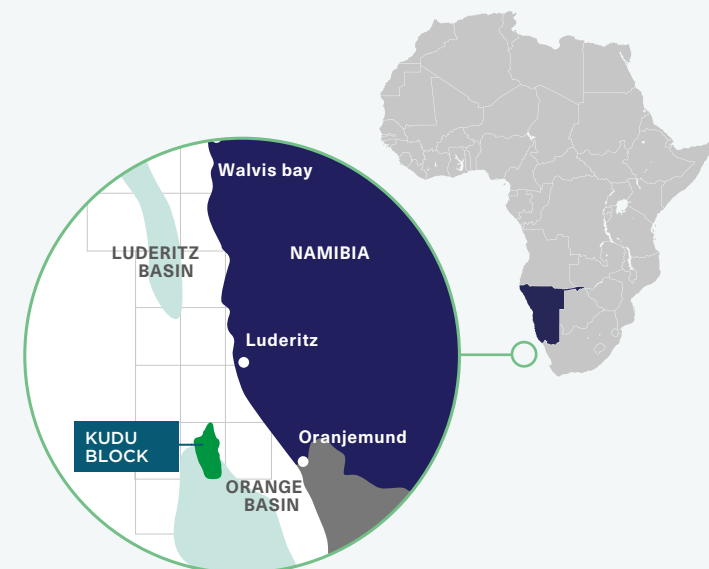 Walvis bay
LUDERITZ
BASIN
NAMIBIA
Luderitz
KUDU
BLOCK
Oranjemund
ORANGE
BASIN